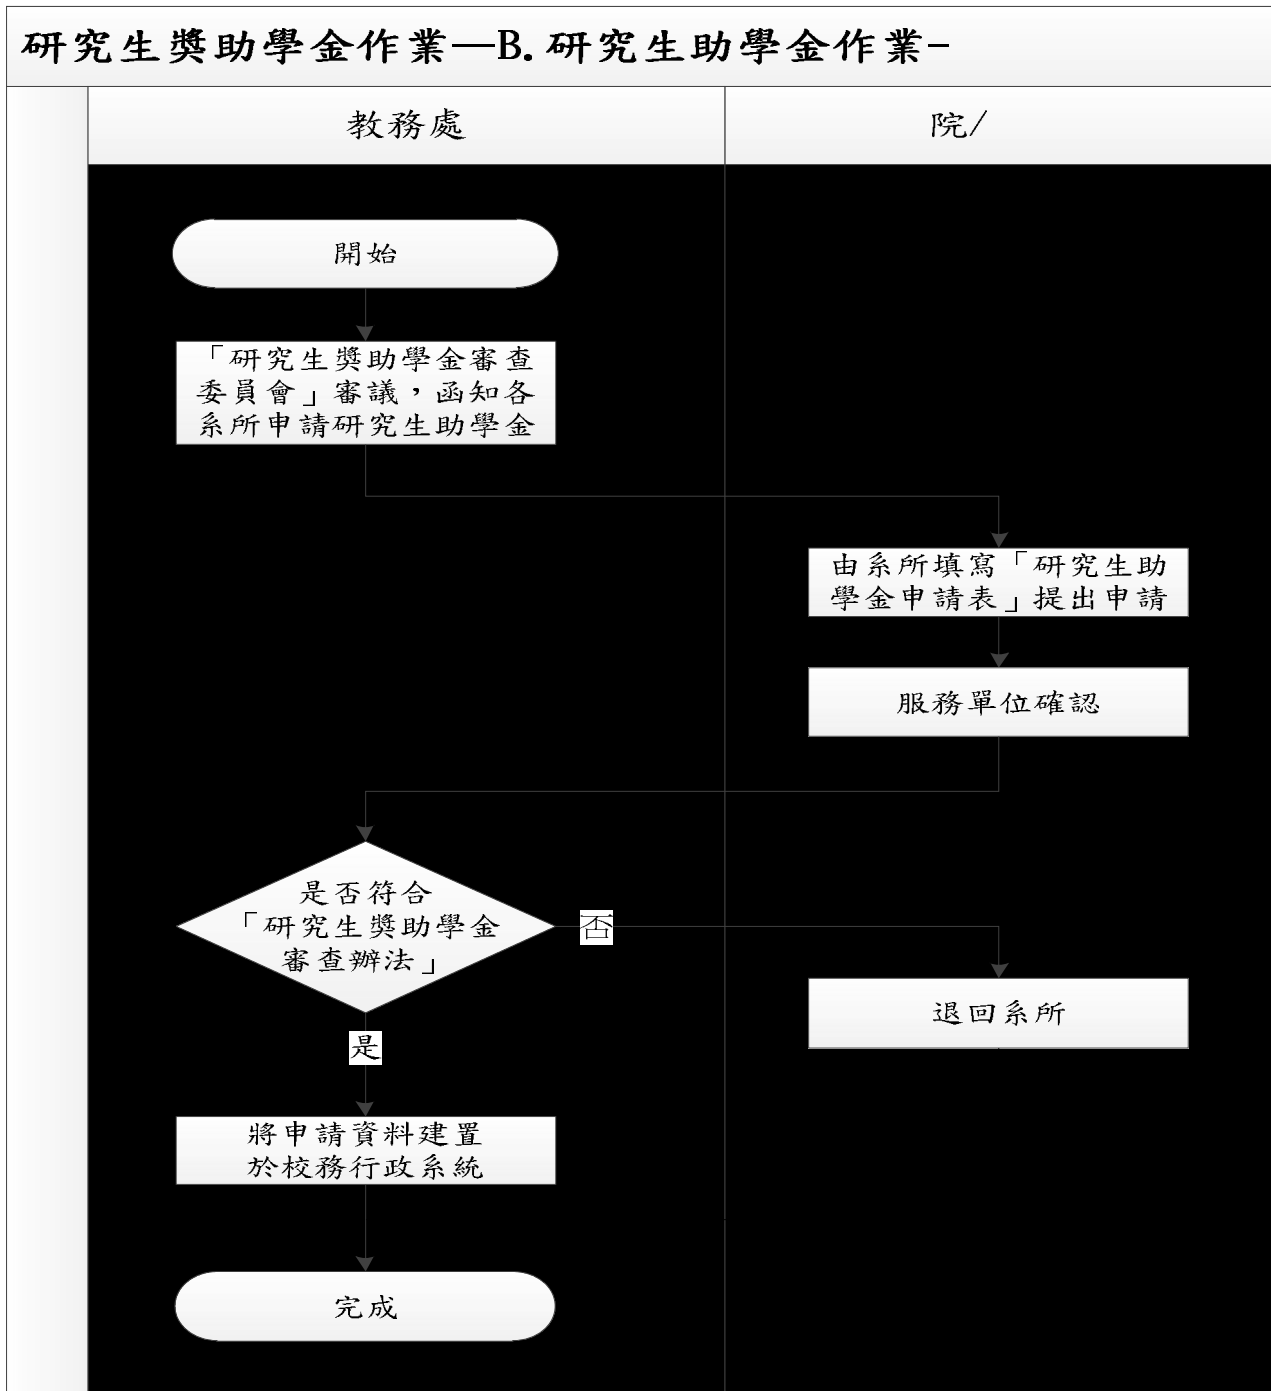 研究生獎助學金作業—B.研究生助學金作業-
教務處
院/
開始
「研究生獎助學金審查
委員會」審議，函知各
系所申請研究生助學金
由系所填寫「研究生助
學金申請表」提出申請
服務單位確認
是否符合
「研究生獎助學金
審查辦法」
否
退回系所
是
將申請資料建置
於校務行政系統
完成